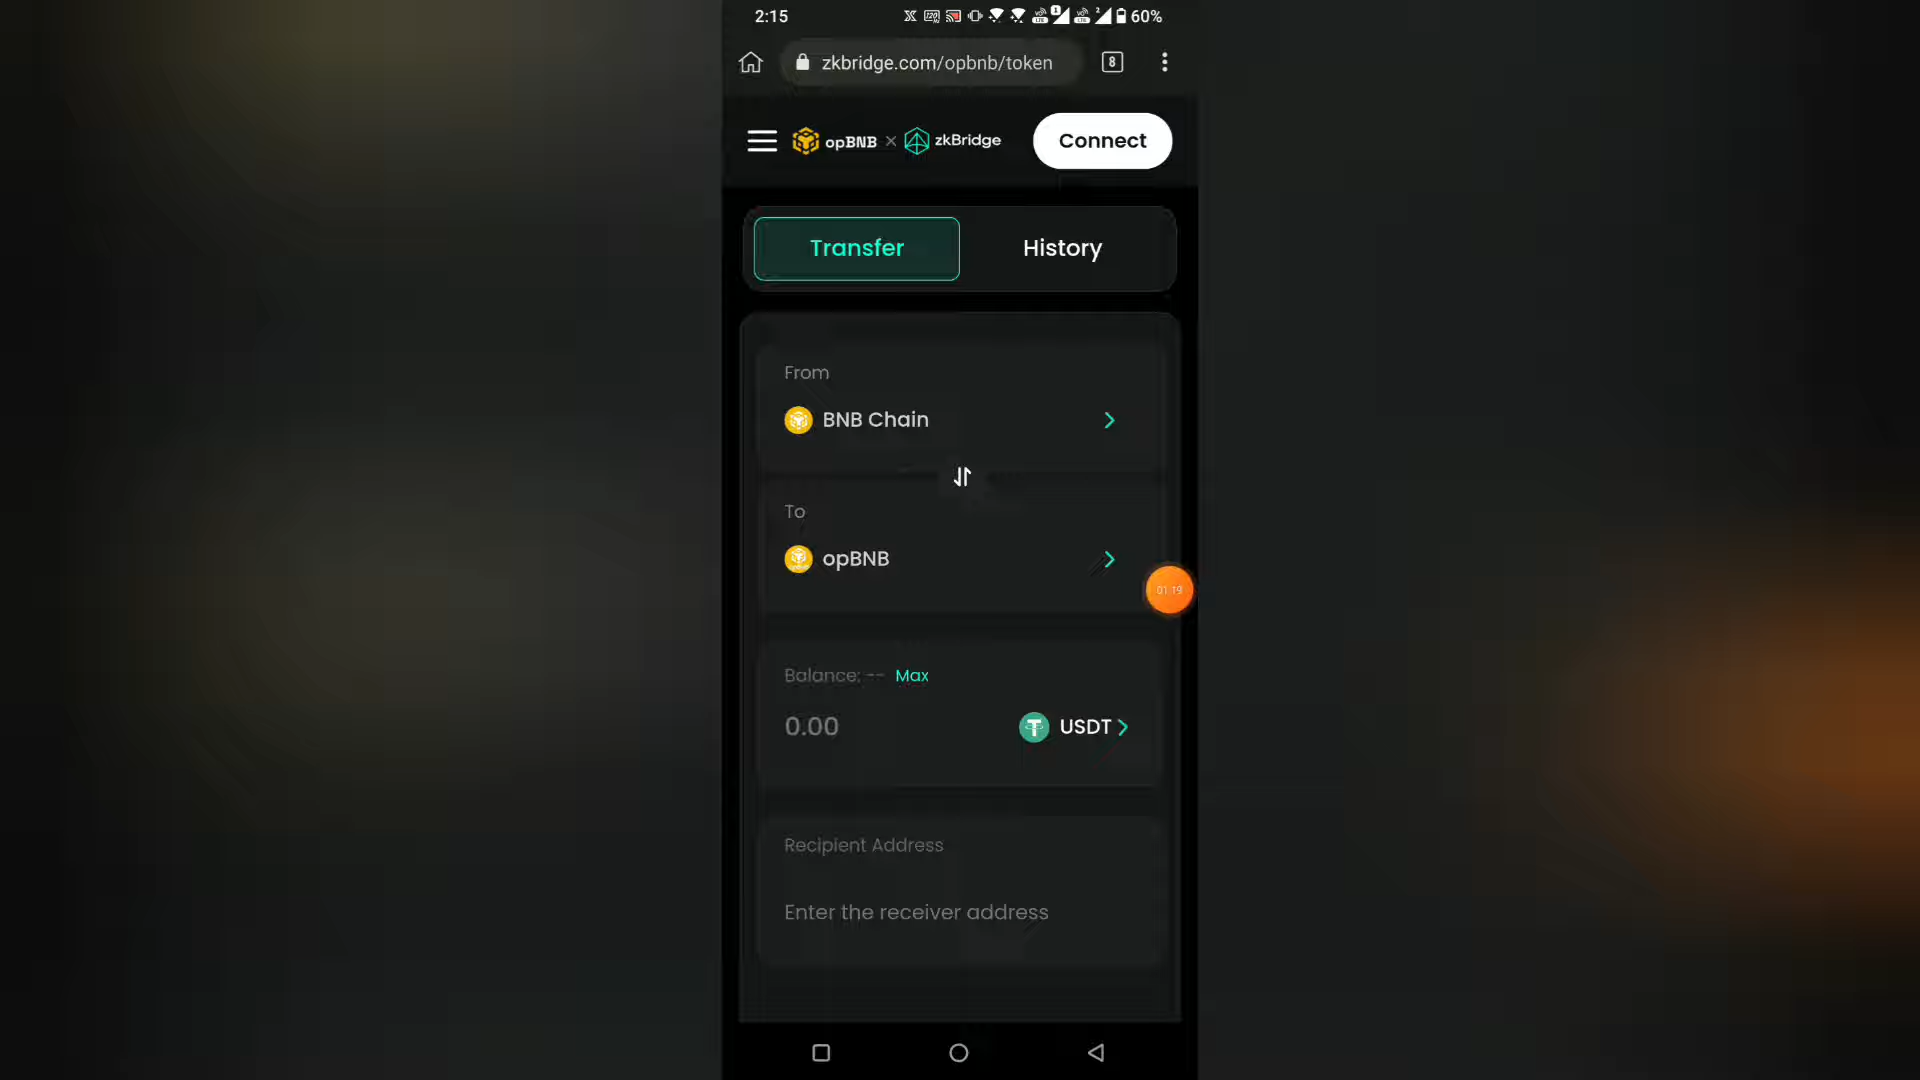 2:15
60%
zkbridge.com/opbnb/token
8
opBNB × zkBridge
Connect
Transfer
History
From
BNB Chain
To
opBNB
01:19
Balance: -- Max
0.00
USDT
Recipient Address
Enter the receiver address